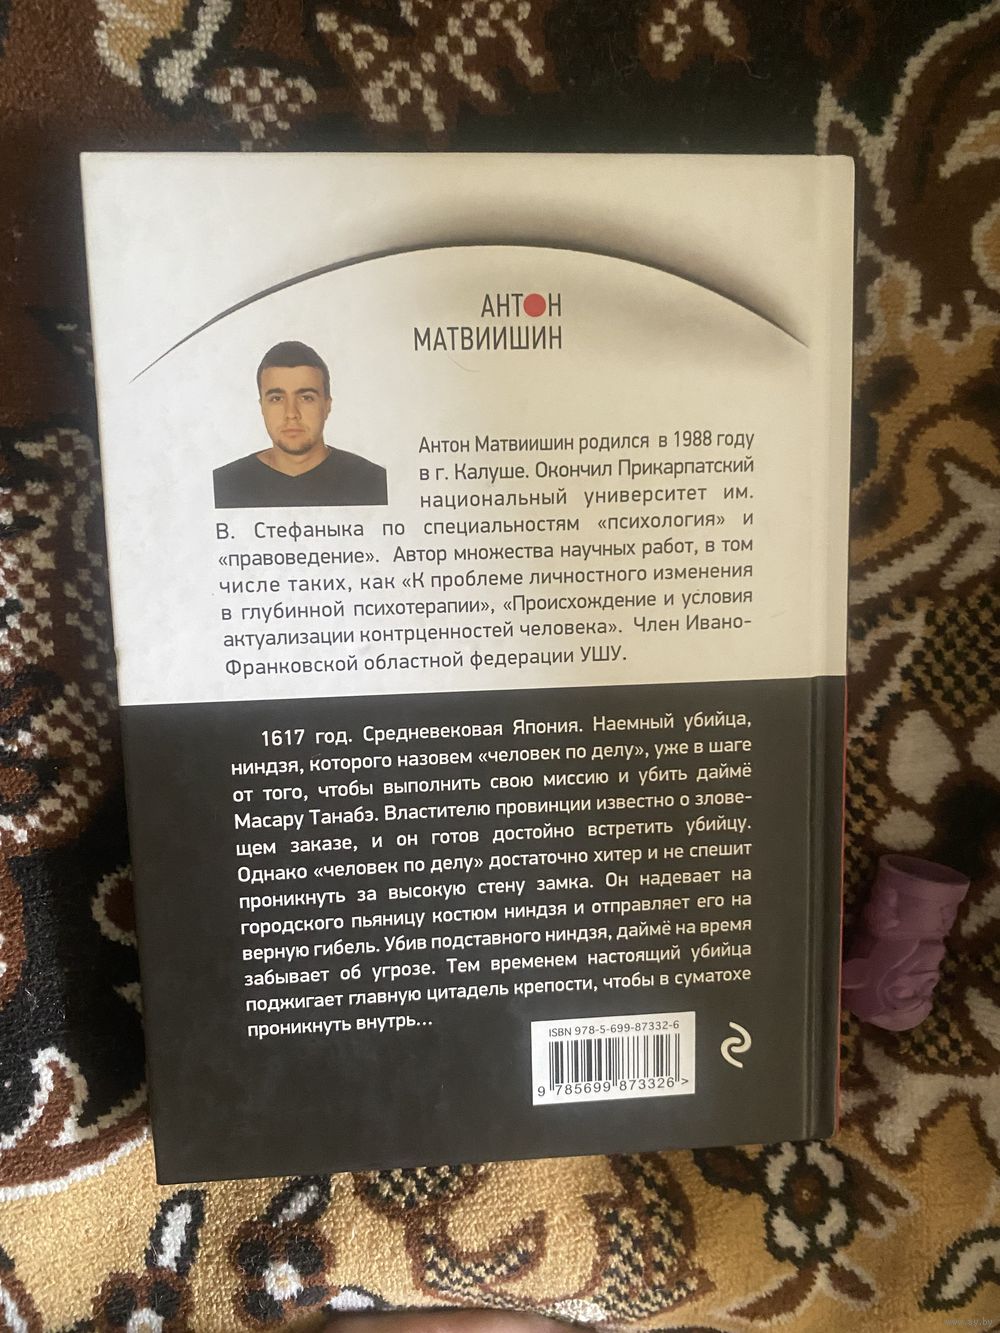 АНТОН
МАТВИИШИН
Антон Матвиишин родился в 1988 году
в г. Калуше. Окончил Прикарпатский
национальный университет им.
В. Стефаныка по специальностям «психология» и
«правоведение». Автор множества научных работ, в том
числе таких, как «К проблеме личностного изменения
в глубинной психотерапии», «Происхождение и условия
актуализации контрценностей человека». Член Ивано-
Франковской областной федерации УШУ.
1617 год. Средневековая Япония. Наемный убийца,
ниндзя, которого назовем «человек по делу», уже в шаге
от того, чтобы выполнить свою миссию и убить даймё
Масару Танабэ. Властителю провинции известно о злове-
щем заказе, и он готов достойно встретить убийцу.
Однако «человек по делу» достаточно хитер и не спешит
проникнуть за высокую стену замка. Он надевает на
городского пьяницу костюм ниндзя и отправляет его на
верную гибель. Убив подставного ниндзя, даймё на время
забывает об угрозе. Тем временем настоящий убийца
поджигает главную цитадель крепости, чтобы в суматохе
проникнуть внутрь...
ISBN 978-5-699-87332-6
9 785699 873326 >
www.ay.by